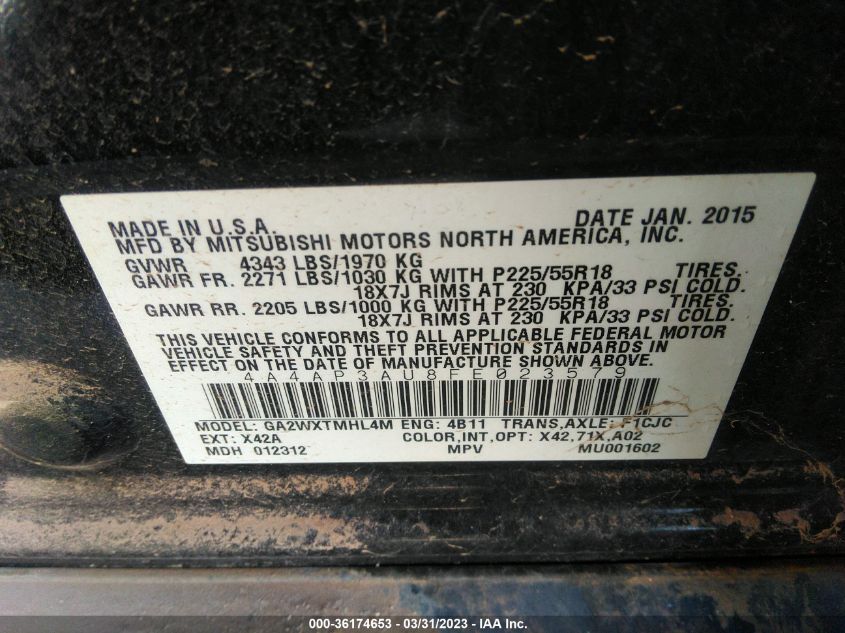 MADE IN U.S.A. DATE JAN. 2015
MFD BY MITSUBISHI MOTORS NORTH AMERICA, INC.
GVWR 4343 LBS/1970 KG
GAWR FR. 2271 LBS/1030 KG WITH P225/55R18 TIRES.
18X7J RIMS AT 230 KPA/33 PSI COLD.
GAWR RR. 2205 LBS/1000 KG WITH P225/55R18 TIRES.
18X7J RIMS AT 230 KPA/33 PSI COLD.
THIS VEHICLE CONFORMS TO ALL APPLICABLE FEDERAL MOTOR
VEHICLE SAFETY AND THEFT PREVENTION STANDARDS IN
EFFECT ON THE DATE OF MANUFACTURE SHOWN ABOVE.
4A4AP3AU8FE023579
MODEL: GA2WXTMHL4M ENG: 4B11 TRANS,AXLE: F1CJC
EXT: X42A COLOR,INT,OPT: X42,71X,A02
MDH 012312 MPV MU001602
000-36174653 - 03/31/2023 - IAA Inc.